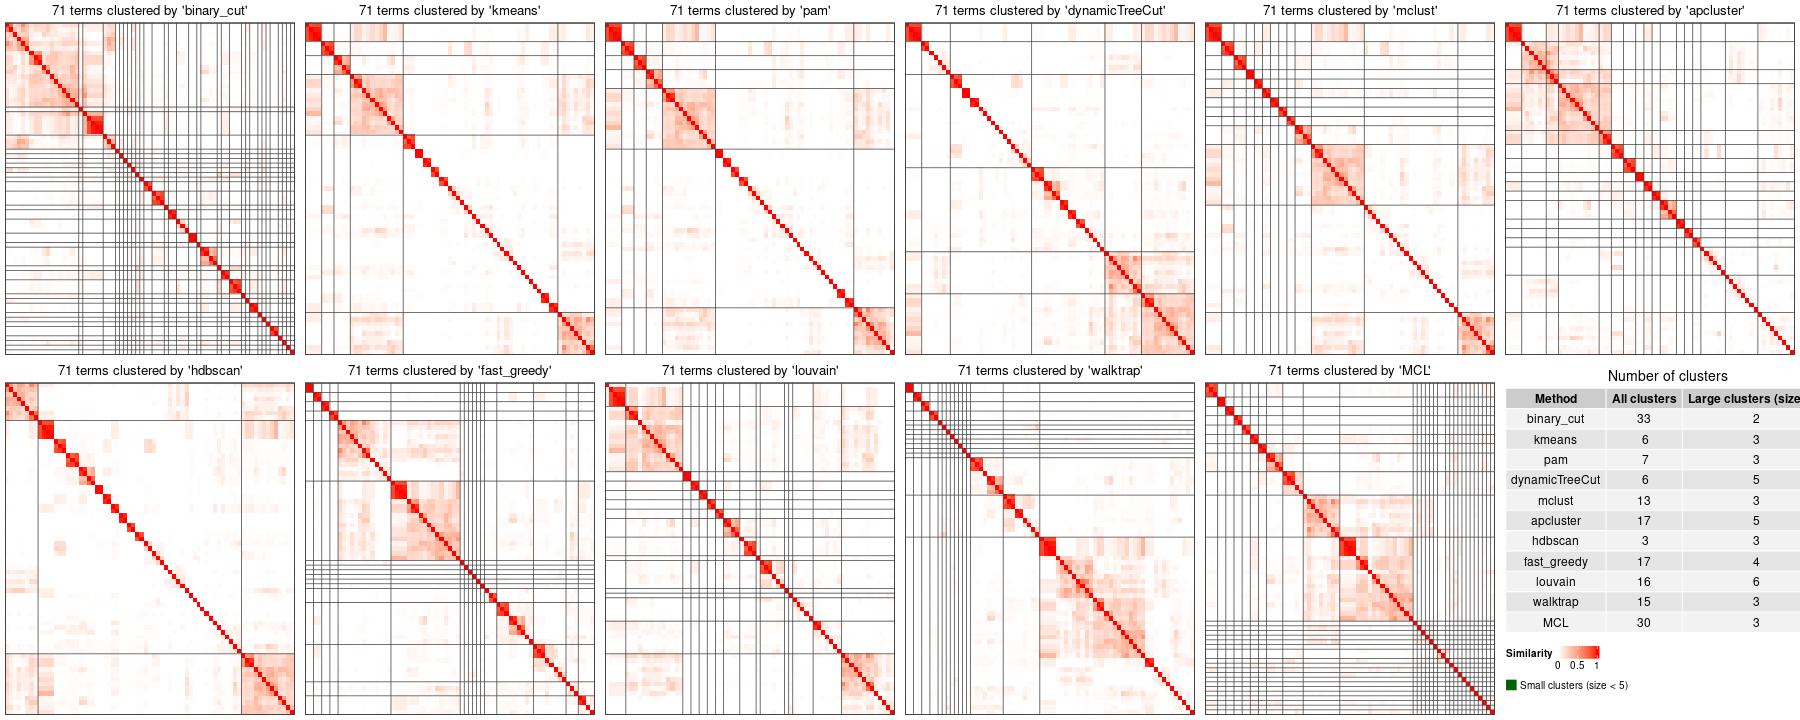 71 terms clustered by 'binary_cut'
71 terms clustered by 'kmeans'
71 terms clustered by 'pam'
71 terms clustered by 'dynamicTreeCut'
71 terms clustered by 'mclust'
71 terms clustered by 'apcluster'
71 terms clustered by 'hdbscan'
71 terms clustered by 'fast_greedy'
71 terms clustered by 'louvain'
71 terms clustered by 'walktrap'
71 terms clustered by 'MCL'
Number of clusters
Method All clusters Large clusters (size
binary_cut 33 2
kmeans 6 3
pam 7 3
dynamicTreeCut 6 5
mclust 13 3
apcluster 17 5
hdbscan 3 3
fast_greedy 17 4
louvain 16 6
walktrap 15 3
MCL 30 3
Similarity
0 0.5 1
Small clusters (size < 5)